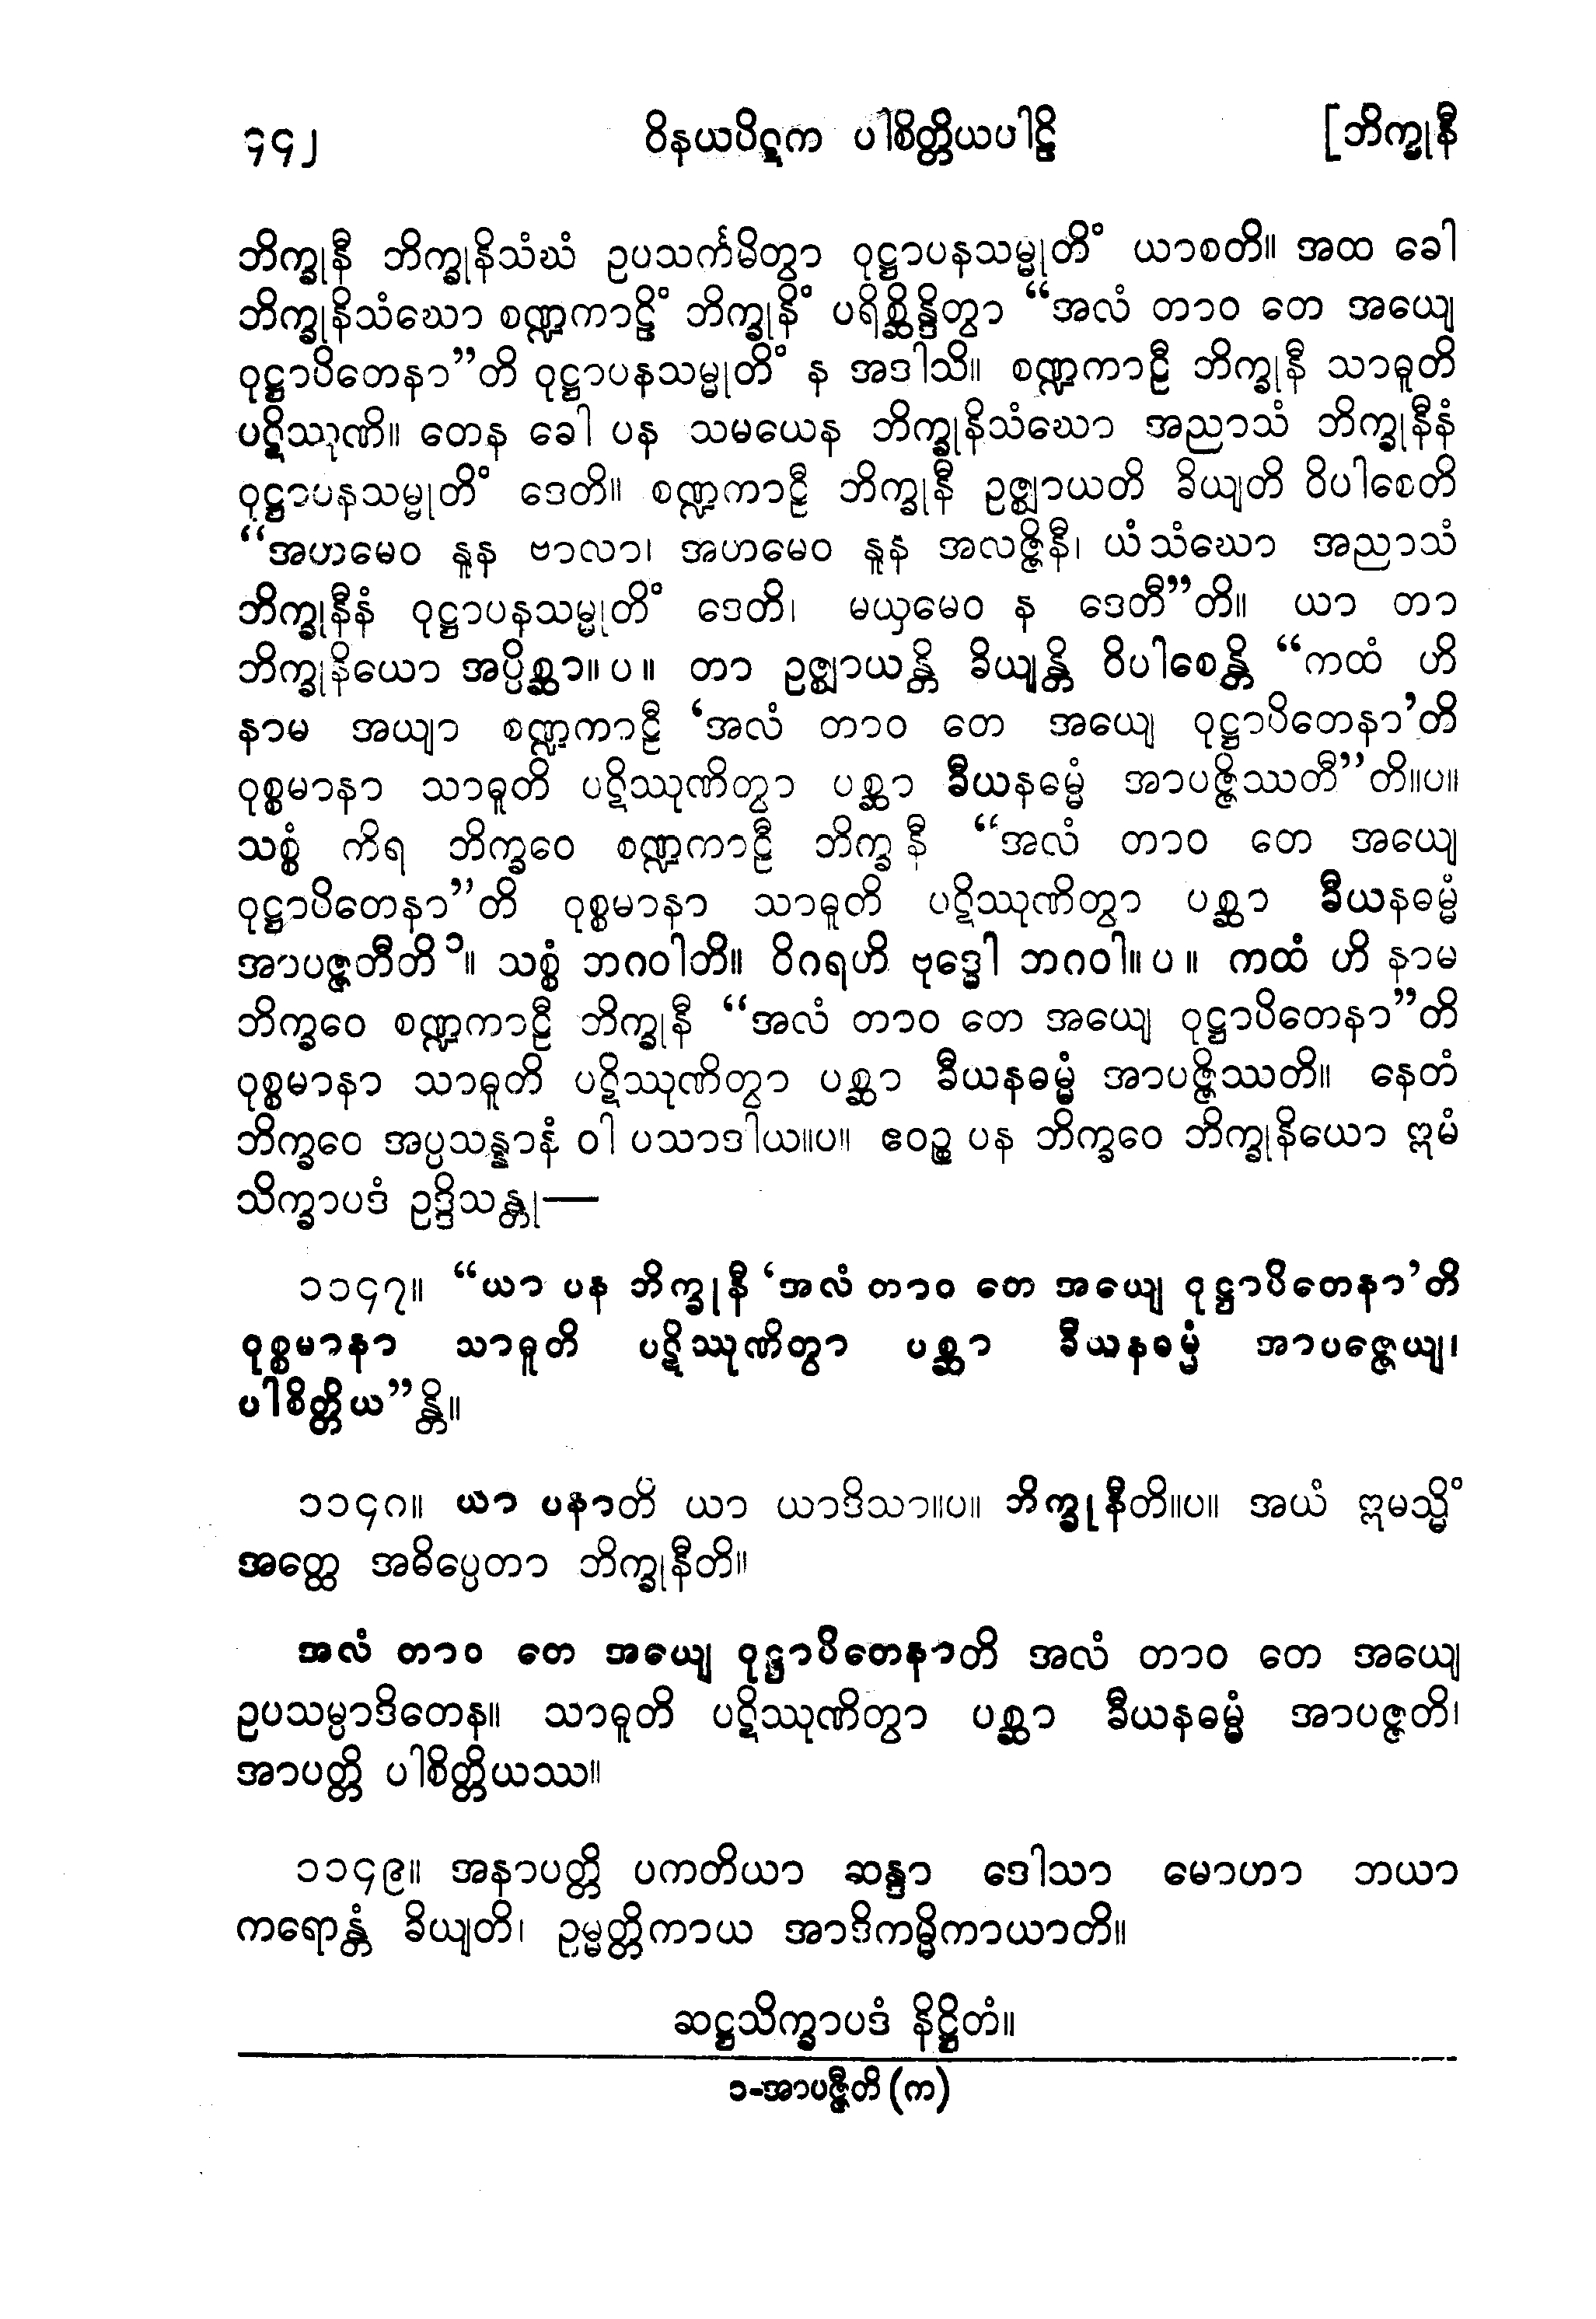 ၄၄၂ ဝိနယပိဋက ပါစိတ္တိယပါဠိ [ဘိက္ခုနီ
ဘိက္ခုနီ ဘိက္ခုနိသံဃံ ဥပသင်္ကမိတွာ ဝုဋ္ဌာပနသမ္မုတိံ ယာစတိ။ အထ ခေါ
ဘိက္ခုနိသံဃော စဏ္ဍကာဠိံ ဘိက္ခုနိံ ပရိစ္ဆိန္ဒိတွာ “အလံ တာဝ တေ အယျေ
ဝုဋ္ဌာပိတေနာ”တိ ဝုဋ္ဌာပနသမ္မုတိံ န အဒါသိ။ စဏ္ဍကာဠီ ဘိက္ခုနီ သာဓူတိ
ပဋိဿုဏိ။ တေန ခေါ ပန သမယေန ဘိက္ခုနိသံဃော အညာသံ ဘိက္ခုနီနံ
ဝုဋ္ဌာပနသမ္မုတိံ ဒေတိ။ စဏ္ဍကာဠီ ဘိက္ခုနီ ဥဇ္ဈာယတိ ခိယျတိ ဝိပါစေတိ
“အဟမေဝ နူန ဗာလာ၊ အဟမေဝ နူန အလဇ္ဇိနီ၊ ယံ သံဃော အညာသံ
ဘိက္ခုနီနံ ဝုဋ္ဌာပနသမ္မုတိံ ဒေတိ၊ မယှမေဝ န ဒေတီ”တိ။ ယာ တာ
ဘိက္ခုနိယော အပ္ပိစ္ဆာ။ပ။ တာ ဥဇ္ဈာယန္တိ ခိယျန္တိ ဝိပါစေန္တိ “ကထံ ဟိ
နာမ အယျာ စဏ္ဍကာဠီ ‘အလံ တာဝ တေ အယျေ ဝုဋ္ဌာပိတေနာ’တိ
ဝုစ္စမာနာ သာဓူတိ ပဋိဿုဏိတွာ ပစ္ဆာ ခီယနဓမ္မံ အာပဇ္ဇိဿတီ”တိ။ပ။
သစ္စံ ကိရ ဘိက္ခဝေ စဏ္ဍကာဠီ ဘိက္ခုနီ “အလံ တာဝ တေ အယျေ
ဝုဋ္ဌာပိတေနာ”တိ ဝုစ္စမာနာ သာဓူတိ ပဋိဿုဏိတွာ ပစ္ဆာ ခီယနဓမ္မံ
အာပဇ္ဇတီတိ ၁။ သစ္စံ ဘဂဝါတိ။ ဝိဂရဟိ ဗုဒ္ဓေါ ဘဂဝါ။ပ။ ကထံ ဟိ နာမ
ဘိက္ခဝေ စဏ္ဍကာဠီ ဘိက္ခုနီ “အလံ တာဝ တေ အယျေ ဝုဋ္ဌာပိတေနာ”တိ
ဝုစ္စမာနာ သာဓူတိ ပဋိဿုဏိတွာ ပစ္ဆာ ခီယနဓမ္မံ အာပဇ္ဇိဿတိ။ နေတံ
ဘိက္ခဝေ အပ္ပသန္နာနံ ဝါ ပသာဒါယ။ပ။ ဧဝဉ္စ ပန ဘိက္ခဝေ ဘိက္ခုနိယော ဣမံ
သိက္ခာပဒံ ဥဒ္ဒိသန္တု—
၁၁၄၇။ “ယာ ပန ဘိက္ခုနီ ‘အလံ တာဝ တေ အယျေ ဝုဋ္ဌာပိတေနာ’တိ
ဝုစ္စမာနာ သာဓူတိ ပဋိဿုဏိတွာ ပစ္ဆာ ခီယနဓမ္မံ အာပဇ္ဇေယျ၊
ပါစိတ္တိယ”န္တိ။
၁၁၄၈။ ယာ ပနာတိ ယာ ယာဒိသာ။ပ။ ဘိက္ခုနီတိ။ပ။ အယံ ဣမသ္မိံ
အတ္ထေ အဓိပ္ပေတာ ဘိက္ခုနီတိ။
အလံ တာဝ တေ အယျေ ဝုဋ္ဌာပိတေနာတိ အလံ တာဝ တေ အယျေ
ဥပသမ္ပာဒိတေန။ သာဓူတိ ပဋိဿုဏိတွာ ပစ္ဆာ ခီယနဓမ္မံ အာပဇ္ဇတိ၊
အာပတ္တိ ပါစိတ္တိယဿ။
၁၁၄၉။ အနာပတ္တိ ပကတိယာ ဆန္ဒာ ဒေါသာ မောဟာ ဘယာ
ကရောန္တံ ခိယျတိ၊ ဥမ္မတ္တိကာယ အာဒိကမ္မိကာယာတိ။
ဆဋ္ဌသိက္ခာပဒံ နိဋ္ဌိတံ။
၁-အာပဇ္ဇီတိ (က)